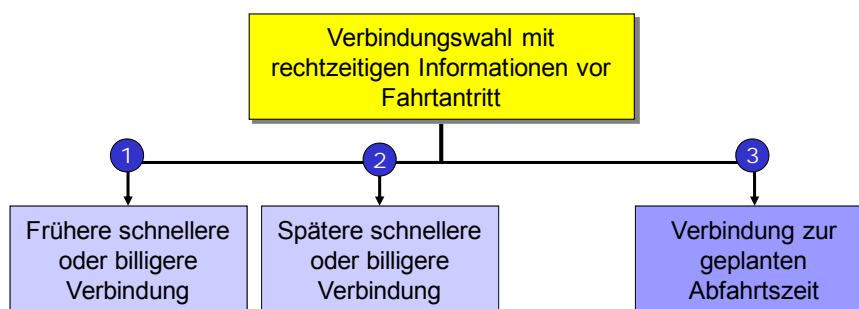 Verbindungswahl mit
rechtzeitigen Informationen vor
Fahrtantritt
1
2
3
Frühere schnellere
oder billigere
Verbindung
Spätere schnellere
oder billigere
Verbindung
Verbindung zur
geplanten
Abfahrtszeit